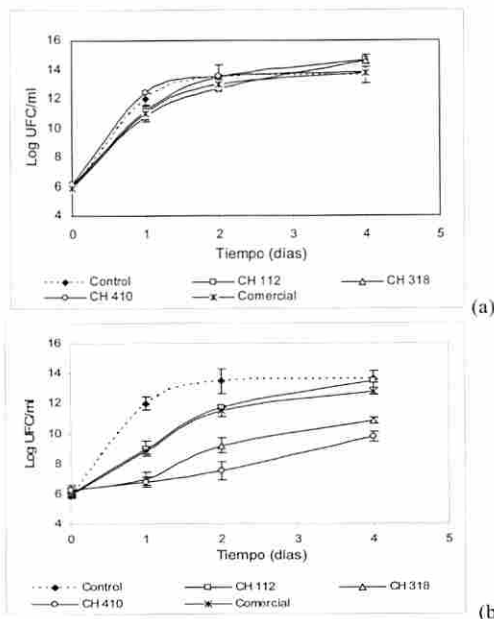 16
14
12
10
8
6
4
Log UFC/ml
0 1 2 3 4 5
Tiempo (días)
Control CH 112 CH 318
CH 410 Comercial
(a)
16
14
12
10
8
6
4
Log UFC/ml
0 1 2 3 4 5
Tiempo (días)
Control CH 112 CH 318
CH 410 Comercial
(b